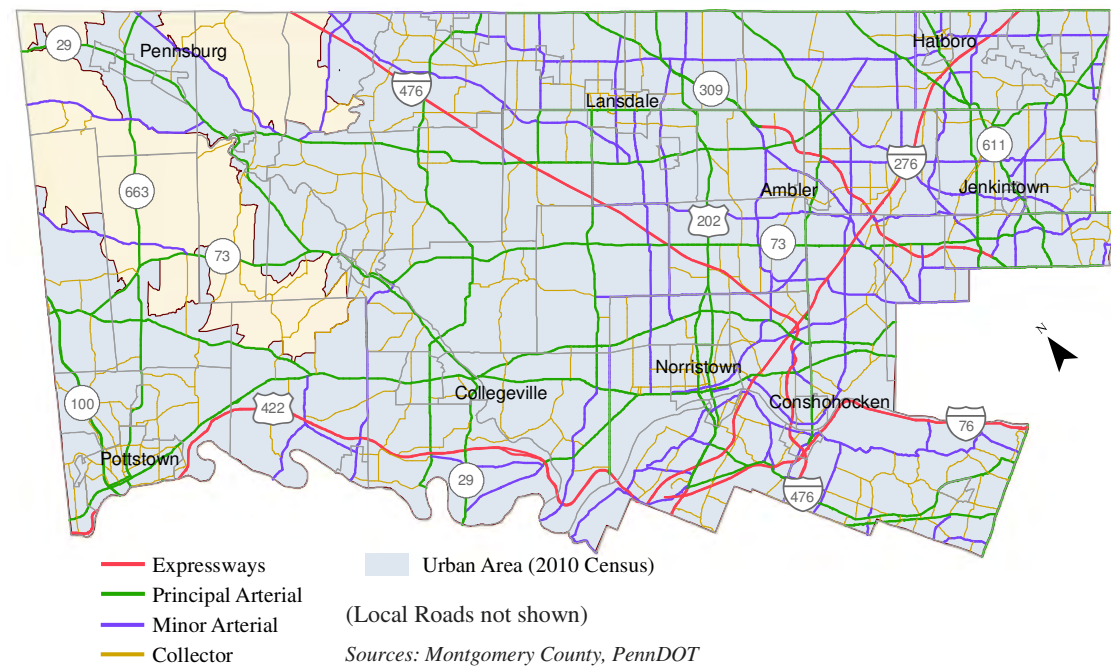 29
Pennsburg
Hatboro
476
309
Lansdale
611
276
663
Ambler
Jenkintown
202
73
73
N
Norristown
Collegeville
Conshohocken
100
422
76
Pottstown
29
476
Expressways
Urban Area (2010 Census)
Principal Arterial
(Local Roads not shown)
Minor Arterial
Collector
Sources: Montgomery County, PennDOT